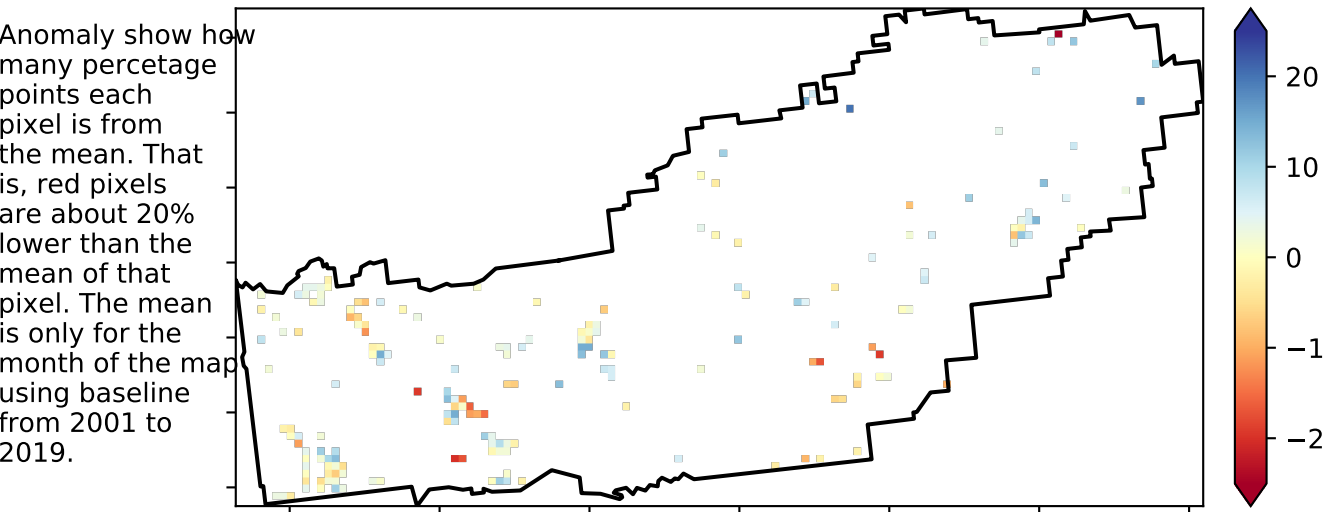 Anomaly show how
many percetage
points each
pixel is from
the mean. That
is, red pixels
are about 20%
lower than the
mean of that
pixel. The mean
is only for the
month of the map
using baseline
from 2001 to
2019.
20
10
0
−1
−2